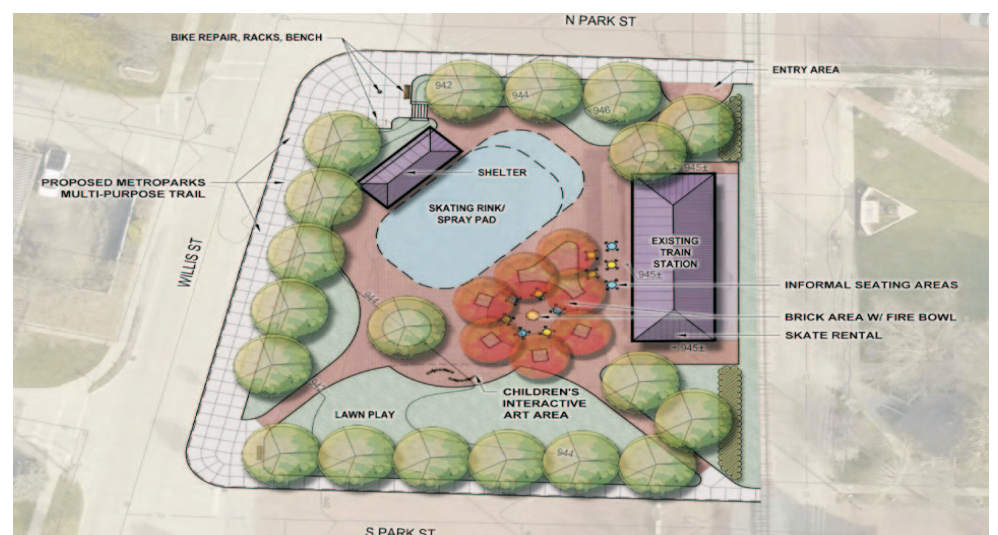 N PARK ST
BIKE REPAIR, RACKS, BENCH
ENTRY AREA
942
944
946
945±
PROPOSED METROPARKS
MULTI-PURPOSE TRAIL
SHELTER
SKATING RINK/
SPRAY PAD
WILLIS ST
EXISTING
TRAIN
STATION
945±
INFORMAL SEATING AREAS
944
BRICK AREA W/ FIRE BOWL
SKATE RENTAL
945±
942
CHILDREN'S
INTERACTIVE
ART AREA
LAWN PLAY
944
S PARK ST